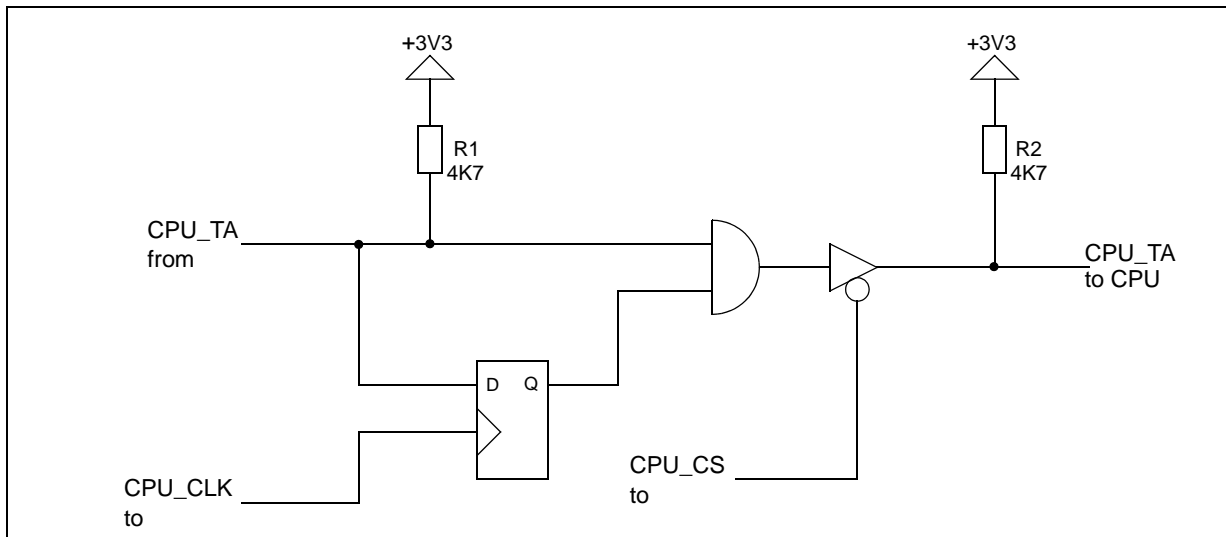 +3V3
+3V3
R1
4K7
R2
4K7
CPU_TA
from
CPU_TA
to CPU
D Q
CPU_CS
to
CPU_CLK
to